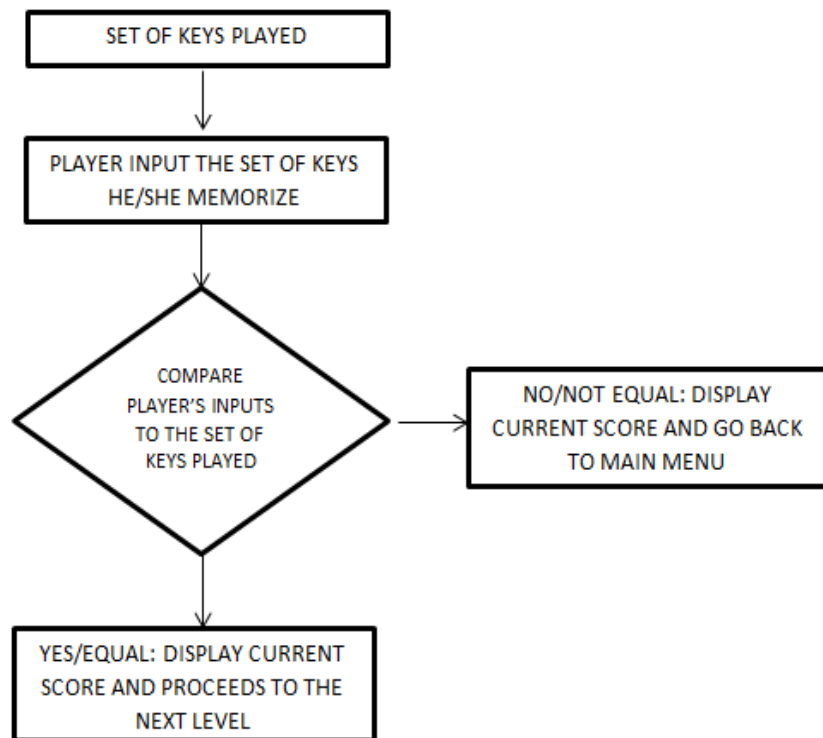 SET OF KEYS PLAYED
PLAYER INPUT THE SET OF KEYS
HE/SHE MEMORIZE
COMPARE
PLAYER'S INPUTS
TO THE SET OF
KEYS PLAYED
NO/NOT EQUAL: DISPLAY
CURRENT SCORE AND GO BACK
TO MAIN MENU
YES/EQUAL: DISPLAY CURRENT
SCORE AND PROCEEDS TO THE
NEXT LEVEL